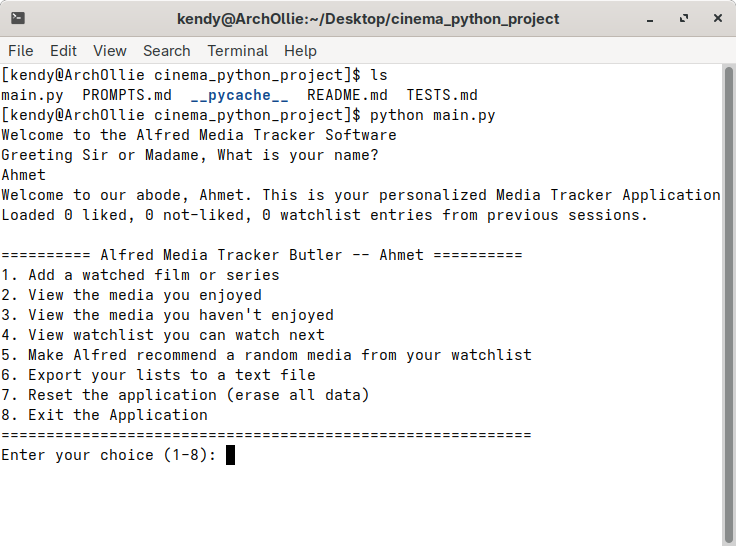 kendy@ArchOllie:~/Desktop/cinema_python_project
File Edit View Search Terminal Help
[kendy@ArchOllie cinema_python_project]$ ls
main.py  PROMPTS.md  __pycache__  README.md  TESTS.md
[kendy@ArchOllie cinema_python_project]$ python main.py
Welcome to the Alfred Media Tracker Software
Greeting Sir or Madame, What is your name?
Ahmet
Welcome to our abode, Ahmet. This is your personalized Media Tracker Application
Loaded 0 liked, 0 not-liked, 0 watchlist entries from previous sessions.

========== Alfred Media Tracker Butler -- Ahmet ==========
1. Add a watched film or series
2. View the media you enjoyed
3. View the media you haven't enjoyed
4. View watchlist you can watch next
5. Make Alfred recommend a random media from your watchlist
6. Export your lists to a text file
7. Reset the application (erase all data)
8. Exit the Application
===========================================================
Enter your choice (1-8):